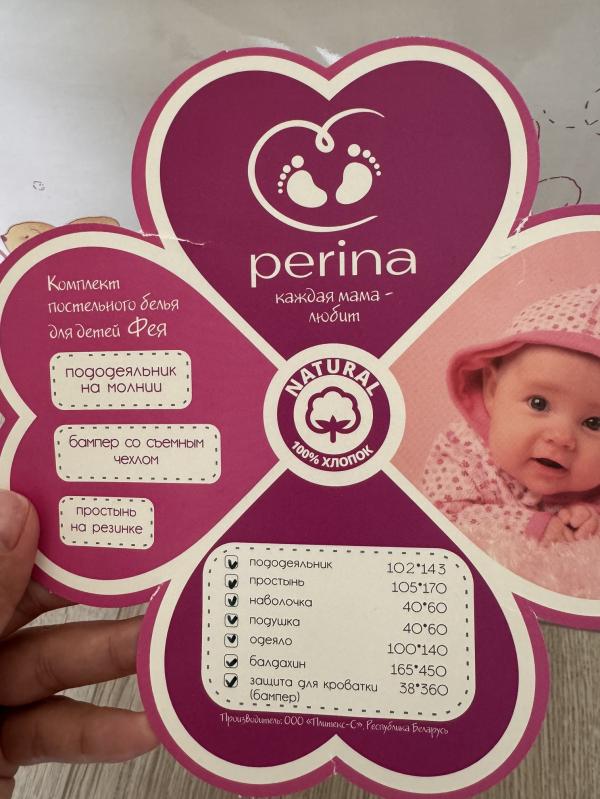 perina
каждая мама -
любит
Комплект
постельного белья
для детей Фея
пододеяльник
на молнии
бампер со съемным
чехлом
простынь
на резинке
NATURAL
100% ХЛОПОК
пододеяльник 102*143
простынь 105*170
наволочка 40*60
подушка 40*60
одеяло 100*140
балдахин 165*450
защита для кроватки 38*360
(бампер)
Производитель: ООО «Плитекс-С», Республика Беларусь